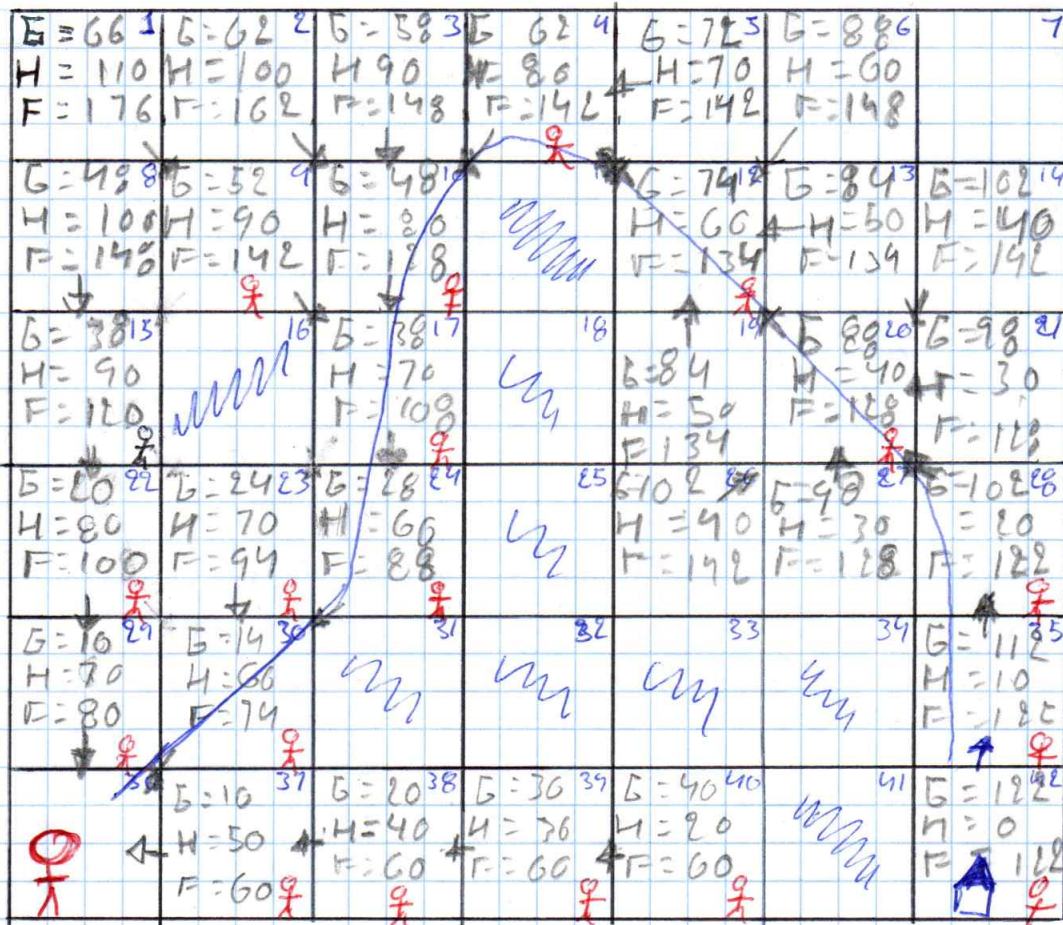 G = 66 1
H = 110
F = 176
G = 62 2
H = 100
F = 162
G = 58 3
H 90
F = 148
G 62 4
H = 80
F = 142
G = 72 5
H = 70
F = 142
G = 88 6
H = 60
F = 148
7
G = 48 8
H = 100
F = 148
G = 52 9
H = 90
F = 142
G = 48 10
H = 80
F = 128
G = 74 12
H = 60
F = 134
G = 84 13
H = 50
F = 134
G = 102 14
H = 40
F = 142
G = 38 15
H = 90
F = 120
16
G = 38 17
H = 70
F = 108
18
19
G = 84
H = 50
F 134
G 88 20
H = 40
F = 128
G = 98 21
H = 30
F = 128
G = 20 22
H = 80
F = 100
G = 24 23
H = 70
F = 94
G = 28 24
H = 60
F = 88
25
G 102 26
H = 40
F = 142
G = 98 27
H = 30
F = 128
G = 102 28
= 20
F = 122
G = 10 29
H = 70
F = 80
G = 14 30
H = 60
F = 74
31
32
33
34
G = 112 35
H = 10
F = 122
36
G = 10 37
H = 50
F = 60
G = 20 38
H = 40
F = 60
G = 30 39
H = 30
F = 60
G = 40 40
H = 20
F = 60
41
G = 122 42
H = 0
F = 122